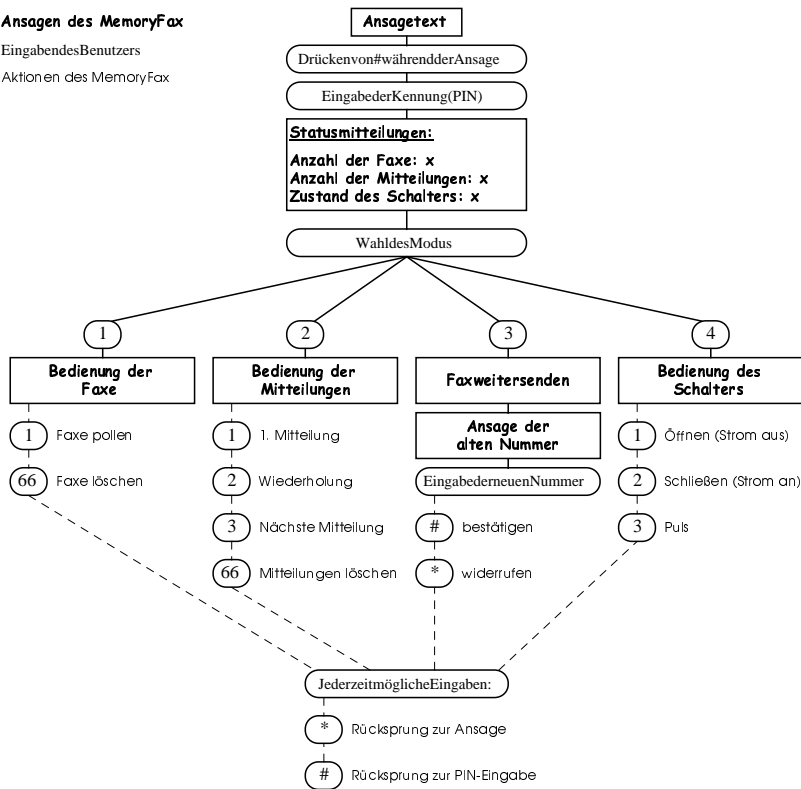 Ansagen des MemoryFax
EingabendesBenutzers
Aktionen des MemoryFax
Ansagetext
Drückenvon#währendderAnsage
EingabederKennung(PIN)
Statusmitteilungen:
Anzahl der Faxe: x
Anzahl der Mitteilungen: x
Zustand des Schalters: x
WahldesModus
1
Bedienung der
Faxe
1 Faxe pollen
66 Faxe löschen
2
Bedienung der
Mitteilungen
1 1. Mitteilung
2 Wiederholung
3 Nächste Mitteilung
66 Mitteilungen löschen
3
Faxweitersenden
Ansage der
alten Nummer
EingabederneuenNummer
# bestätigen
* widerrufen
4
Bedienung des
Schalters
1 Öffnen (Strom aus)
2 Schließen (Strom an)
3 Puls
JederzeitmöglicheEingaben:
* Rücksprung zur Ansage
# Rücksprung zur PIN-Eingabe